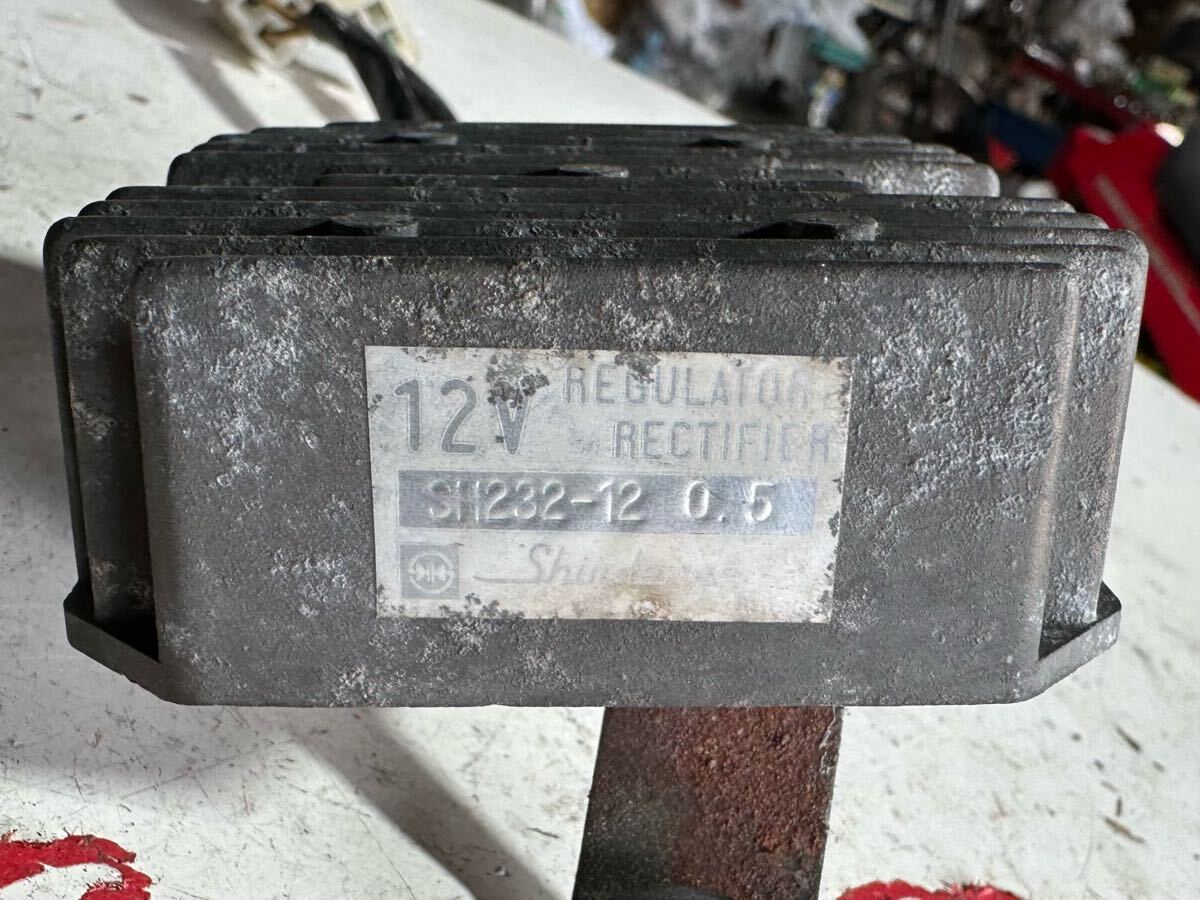 12V REGULATOR
RECTIFIER
SH232-12 0.5